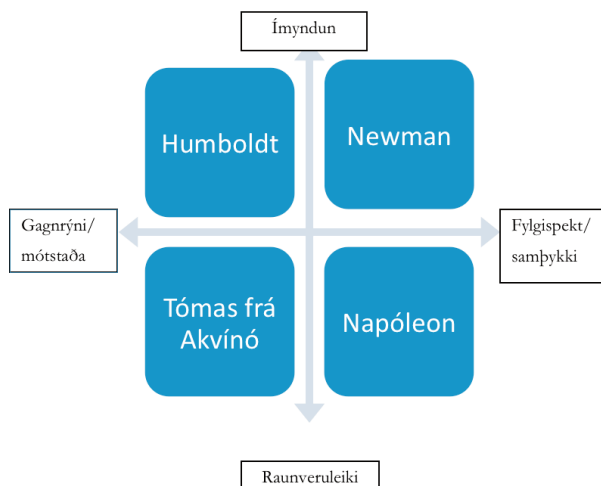 Ímyndun
Humboldt
Newman
Gagnrýni/
mótstaða
Fylgispekt/
samþykki
Tómas frá
Akvínó
Napóleon
Raunveruleiki